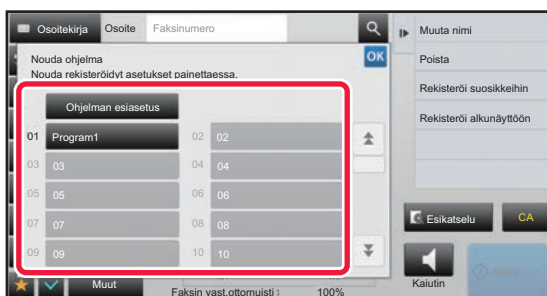 Osoitekirja Osoite Faksinumero
Nouda ohjelma
OK
Nouda rekisteröidyt asetukset painettaessa.
Ohjelman esiasetus
01 Program1 02 02
03 03 04 04
05 05 06 06
07 07 08 08
09 09 10 10
Muut
Faksin vast.ottomuisti : 100%
Muuta nimi
Poista
Rekisteröi suosikkeihin
Rekisteröi alkunäyttöön
Esikatselu CA
Kaiutin